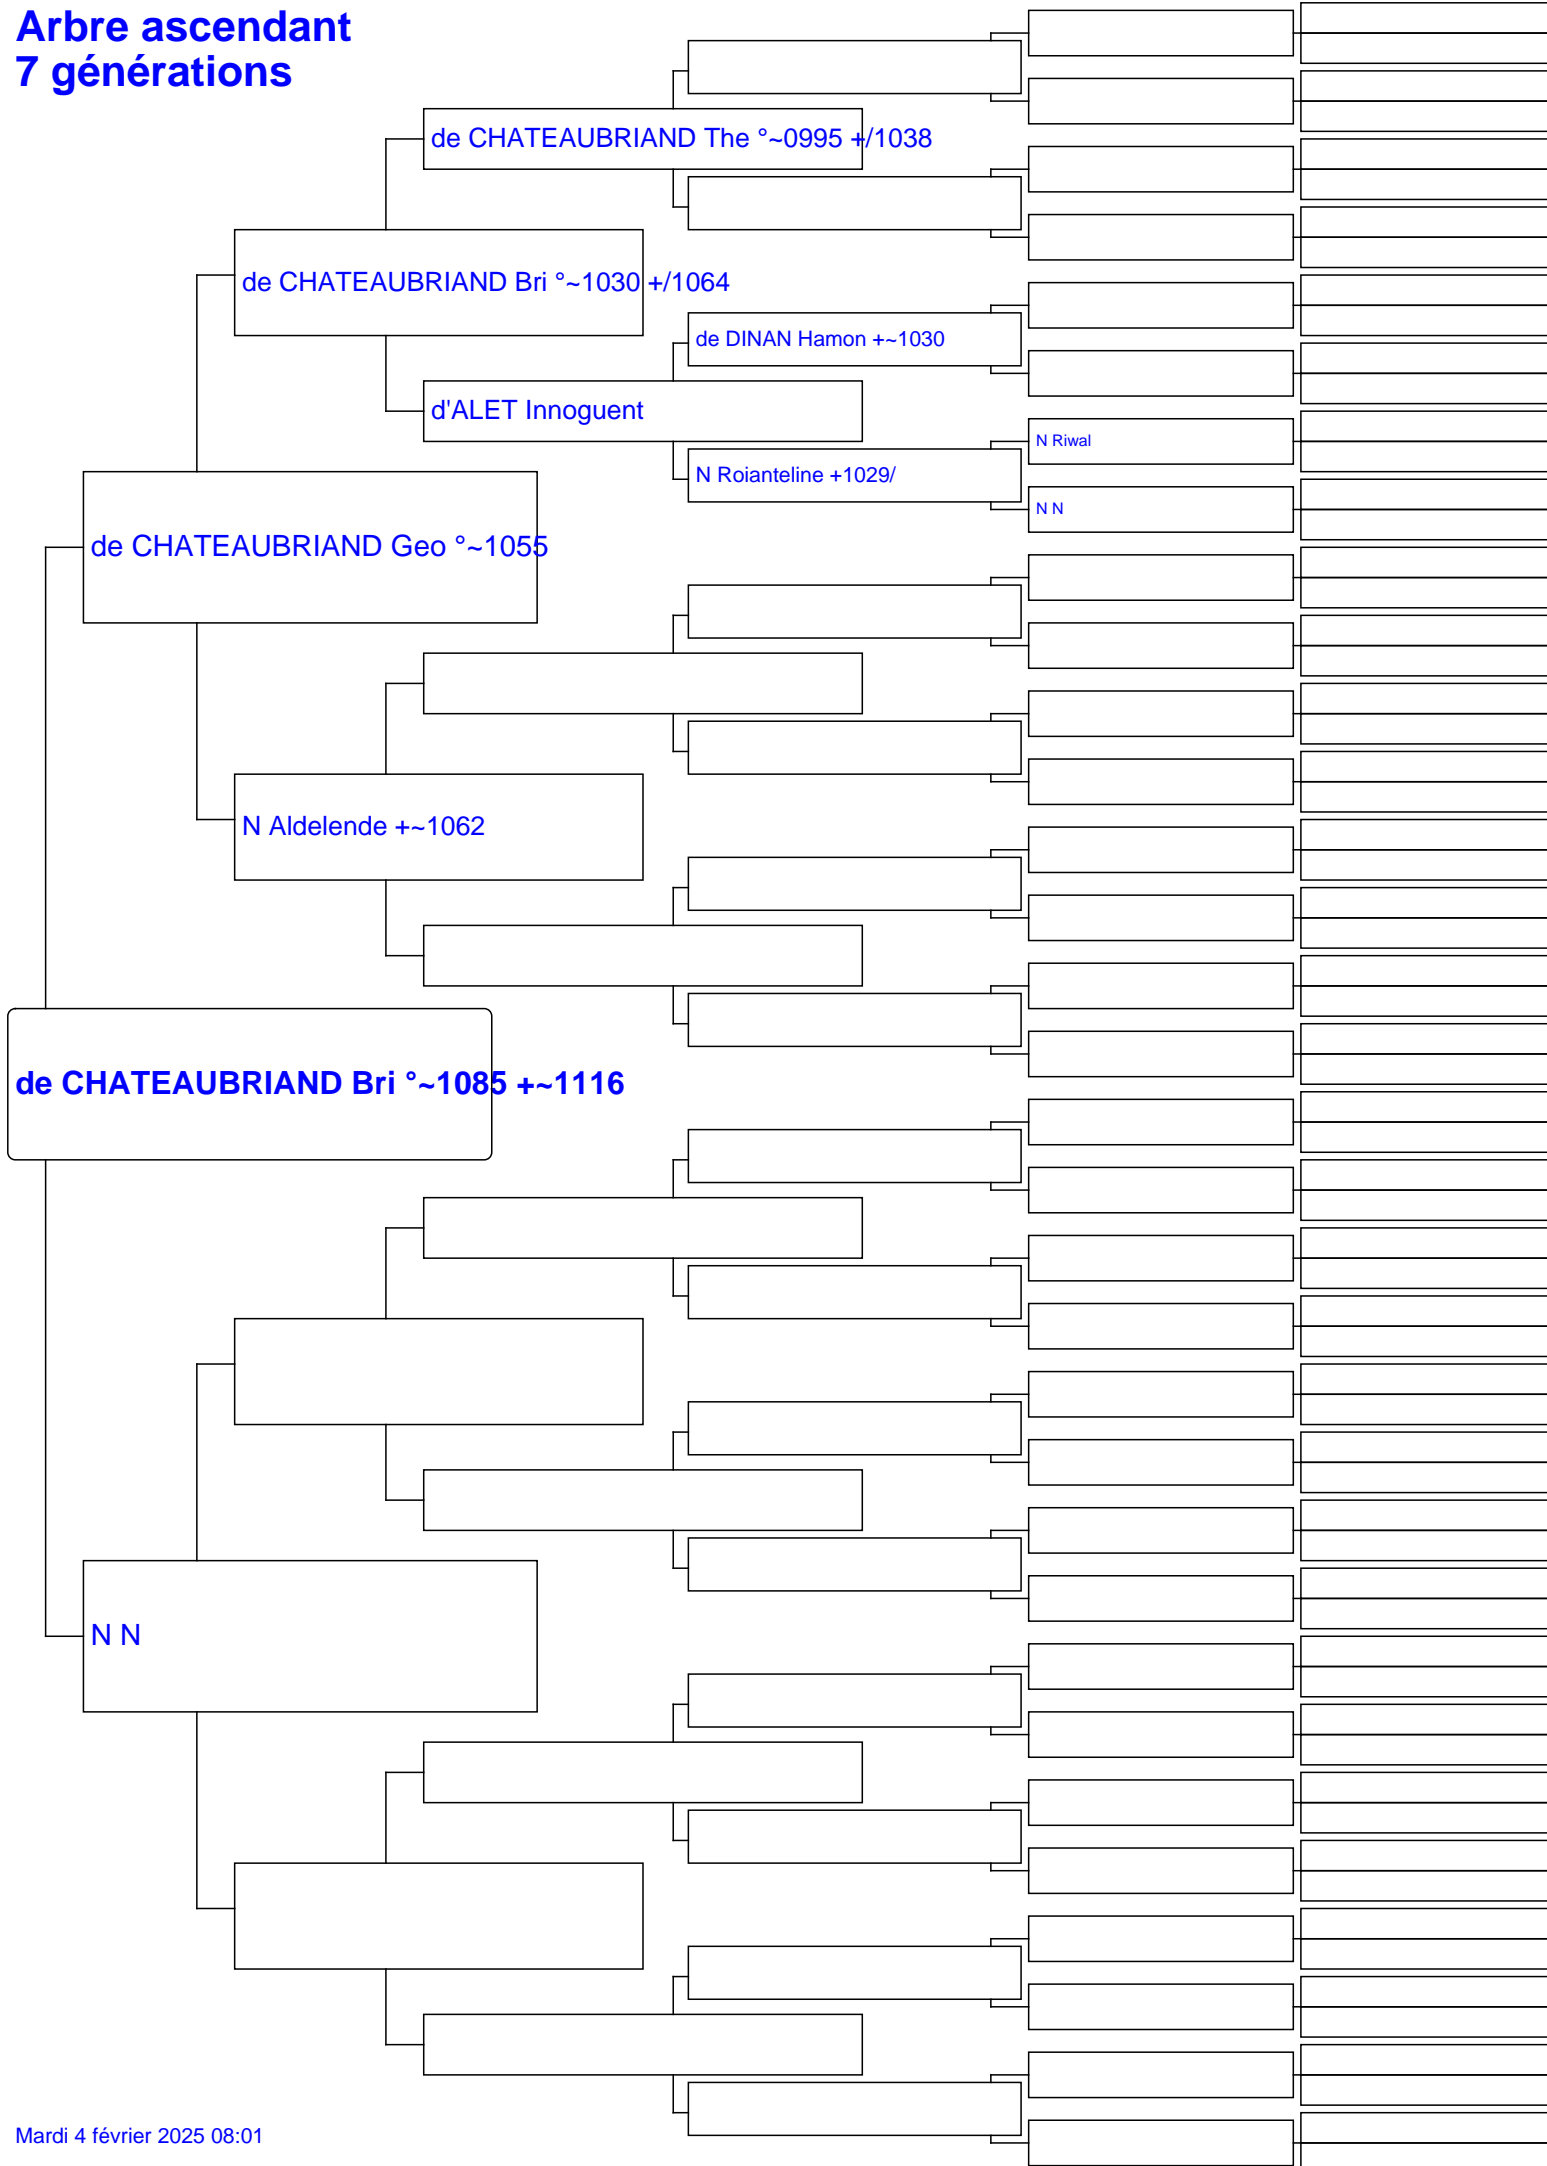 Arbre ascendant
7 générations
de CHATEAUBRIAND The °~0995 +/1038
de CHATEAUBRIAND Bri °~1030 +/1064
de DINAN Hamon +~1030
d'ALET Innoguent
N Riwal
N Roianteline +1029/
N N
de CHATEAUBRIAND Geo °~1055
N Aldelende +~1062
de CHATEAUBRIAND Bri °~1085 +~1116
N N
Mardi 4 février 2025 08:01